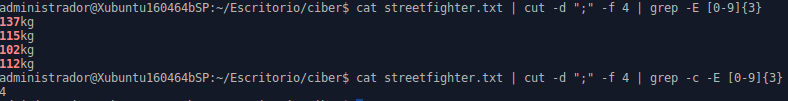 administrador@Xubuntu160464bSP:~/Escritorio/ciber$ cat streetfighter.txt | cut -d ";" -f 4 | grep -E [0-9]{3}
137kg
115kg
102kg
112kg
administrador@Xubuntu160464bSP:~/Escritorio/ciber$ cat streetfighter.txt | cut -d ";" -f 4 | grep -c -E [0-9]{3}
4